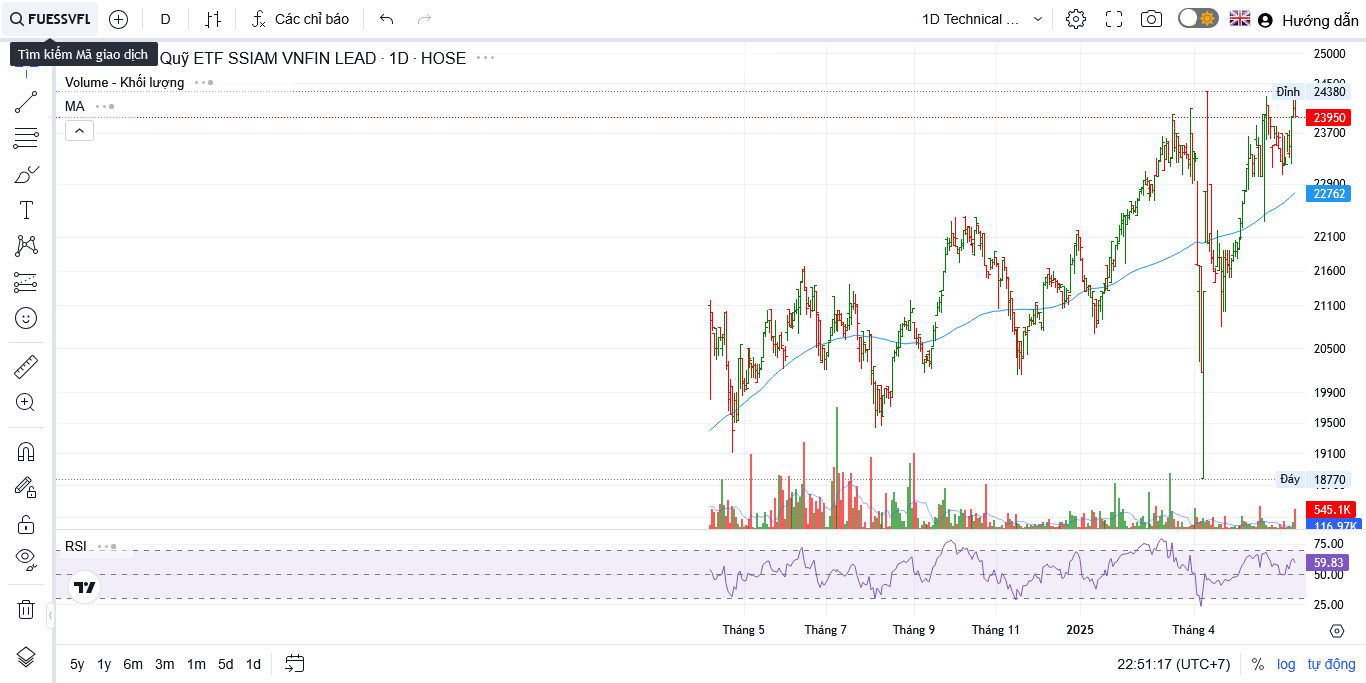 FUESSVFL
D
Các chỉ báo
1D Technical ...
Hướng dẫn
Tìm kiếm Mã giao dịch
Quỹ ETF SSIAM VNFIN LEAD · 1D · HOSE
Volume - Khối lượng
MA
25000
24500
Đỉnh 24380
23950
23700
22900
22762
22100
21600
21100
20500
19900
19500
19100
Đáy 18770
545.1K
116.97K
RSI
75.00
59.83
50.00
25.00
Tháng 5
Tháng 7
Tháng 9
Tháng 11
2025
Tháng 4
5y 1y 6m 3m 1m 5d 1d
22:51:17 (UTC+7)
% log tự động